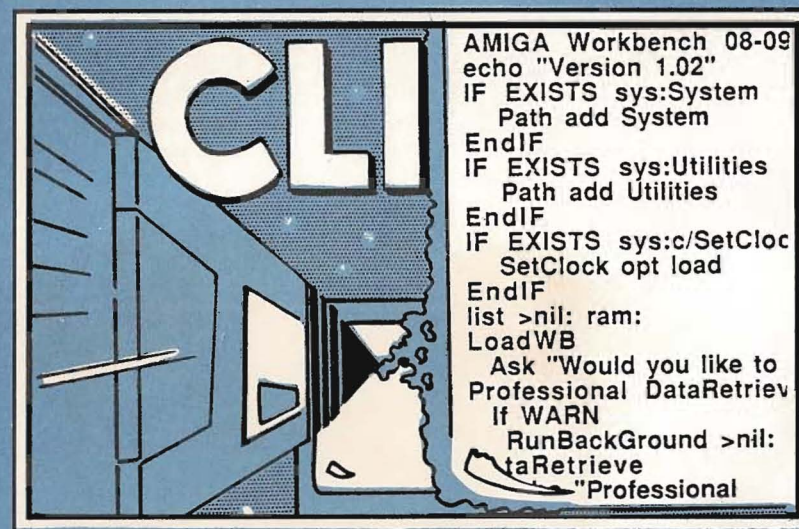 CLI
AMIGA Workbench 08-09
echo "Version 1.02"
IF EXISTS sys:System
Path add System
EndIF
IF EXISTS sys:Utilities
Path add Utilities
EndIF
IF EXISTS sys:c/SetCloc
SetClock opt load
EndIF
list >nil: ram:
LoadWB
Ask "Would you like to
Professional DataRetriev
If WARN
RunBackGround >nil:
taRetrieve
"Professional